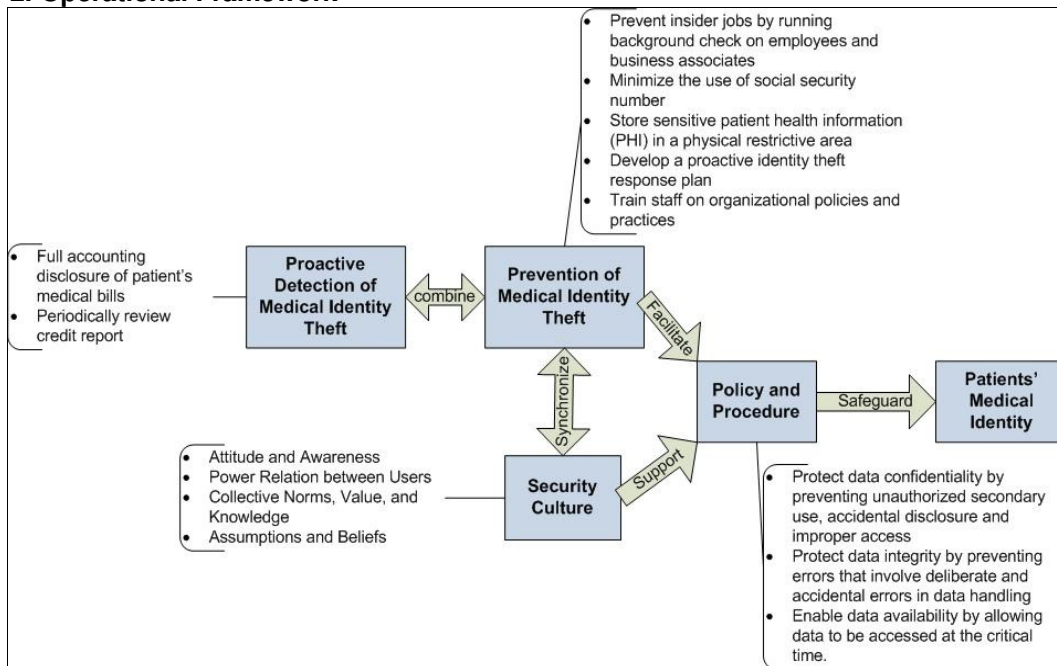 2. Operational Framework
• Prevent insider jobs by running
background check on employees and
business associates
• Minimize the use of social security
number
• Store sensitive patient health information
(PHI) in a physical restrictive area
• Develop a proactive identity theft
response plan
• Train staff on organizational policies and
practices
• Full accounting
disclosure of patient's
medical bills
• Periodically review
credit report
Proactive
Detection of
Medical Identity
Theft
combine
Prevention of
Medical Identity
Theft
Facilitate
Synchronize
Policy and
Procedure
Safeguard
Patients'
Medical
Identity
• Attitude and Awareness
• Power Relation between Users
• Collective Norms, Value, and
Knowledge
• Assumptions and Beliefs
Security
Culture
Support
• Protect data confidentiality by
preventing unauthorized secondary
use, accidental disclosure and
improper access
• Protect data integrity by preventing
errors that involve deliberate and
accidental errors in data handling
• Enable data availability by allowing
data to be accessed at the critical
time.